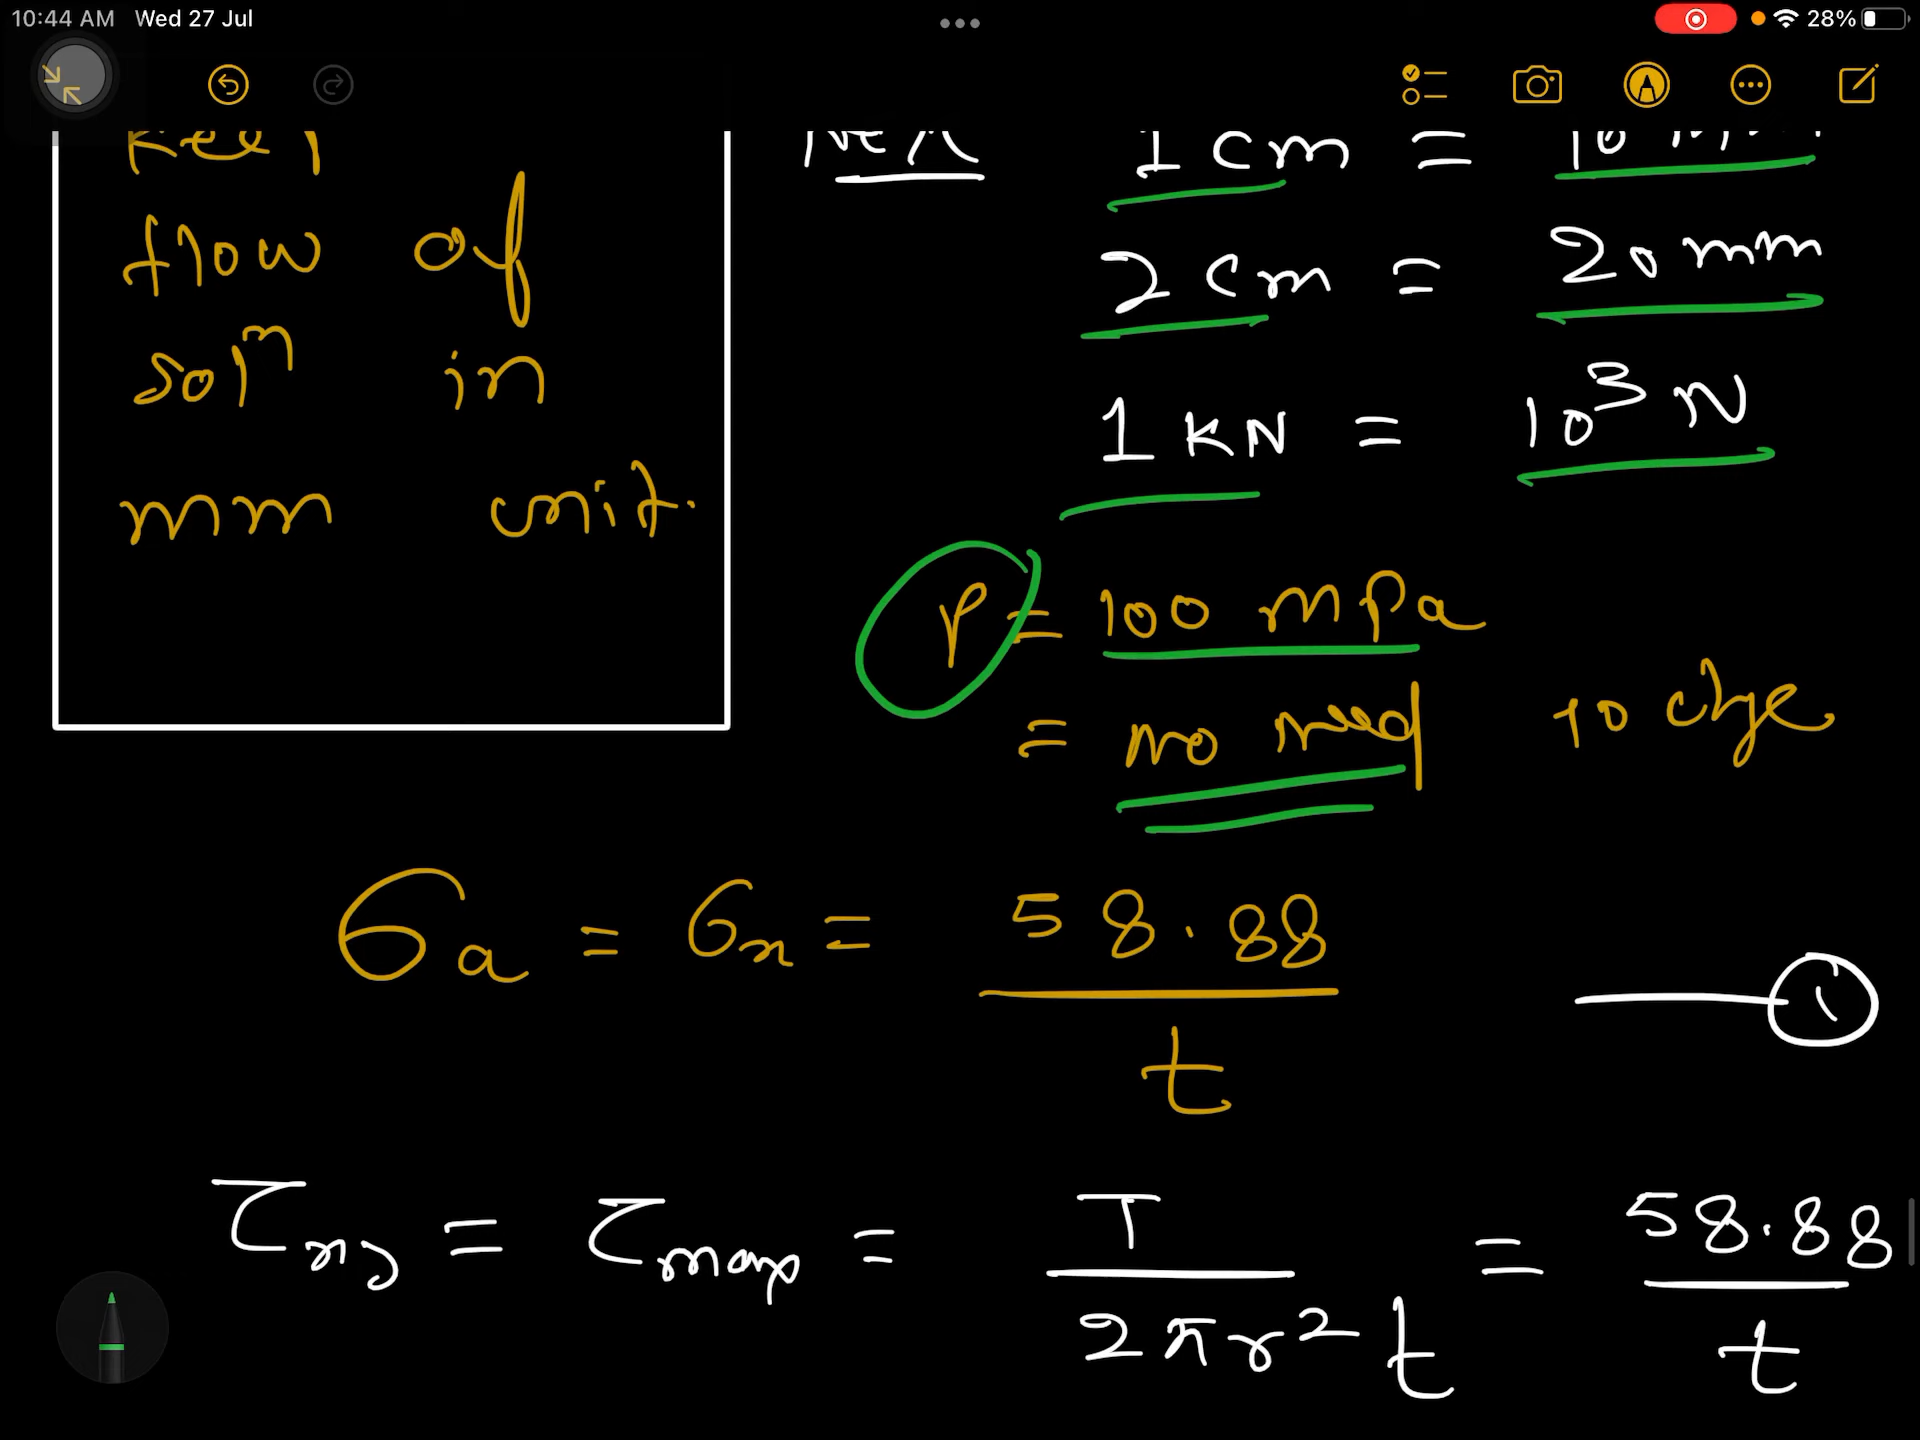 10:44 AM Wed 27 Jul
28%
flow of
solⁿ in
mm unit.
1 cm =
2 cm = 20 mm
1 KN = 10³ N
P = 100 mPa
= no need to chge
σa = σx = 58.88 / t —— 1
τmax = T / 2πr²t = 58.88 / t